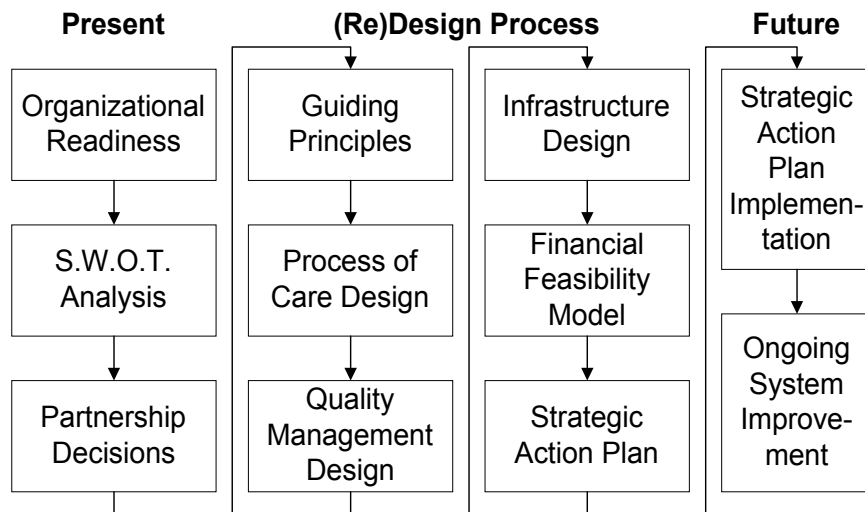 Present
(Re)Design Process
Future
Organizational
Readiness
S.W.O.T.
Analysis
Partnership
Decisions
Guiding
Principles
Process of
Care Design
Quality
Management
Design
Infrastructure
Design
Financial
Feasibility
Model
Strategic
Action Plan
Strategic
Action
Plan
Implemen-
tation
Ongoing
System
Improve-
ment